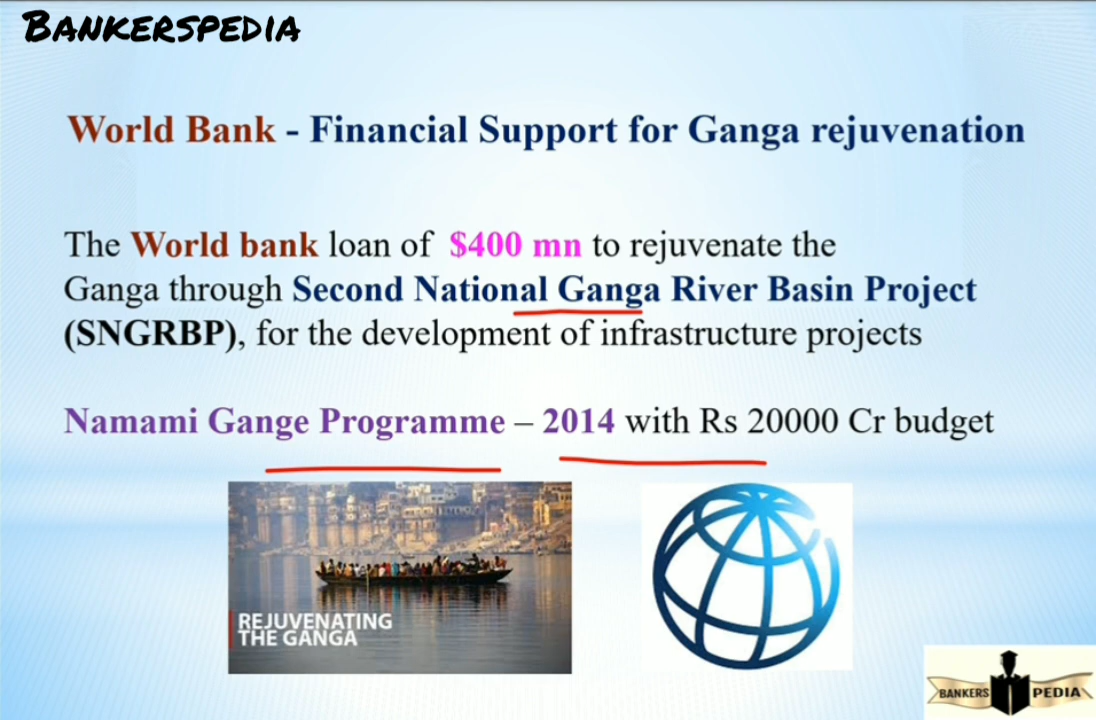 BANKERSPEDIA
World Bank - Financial Support for Ganga rejuvenation
The World bank loan of $400 mn to rejuvenate the
Ganga through Second National Ganga River Basin Project
(SNGRBP), for the development of infrastructure projects
Namami Gange Programme – 2014 with Rs 20000 Cr budget
REJUVENATING
THE GANGA
BANKERS PEDIA